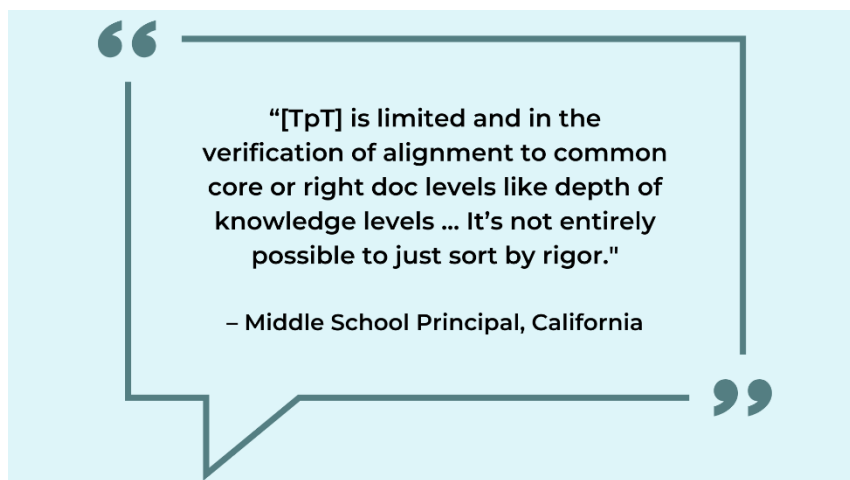 “[TpT] is limited and in the
verification of alignment to common
core or right doc levels like depth of
knowledge levels ... It’s not entirely
possible to just sort by rigor."
– Middle School Principal, California